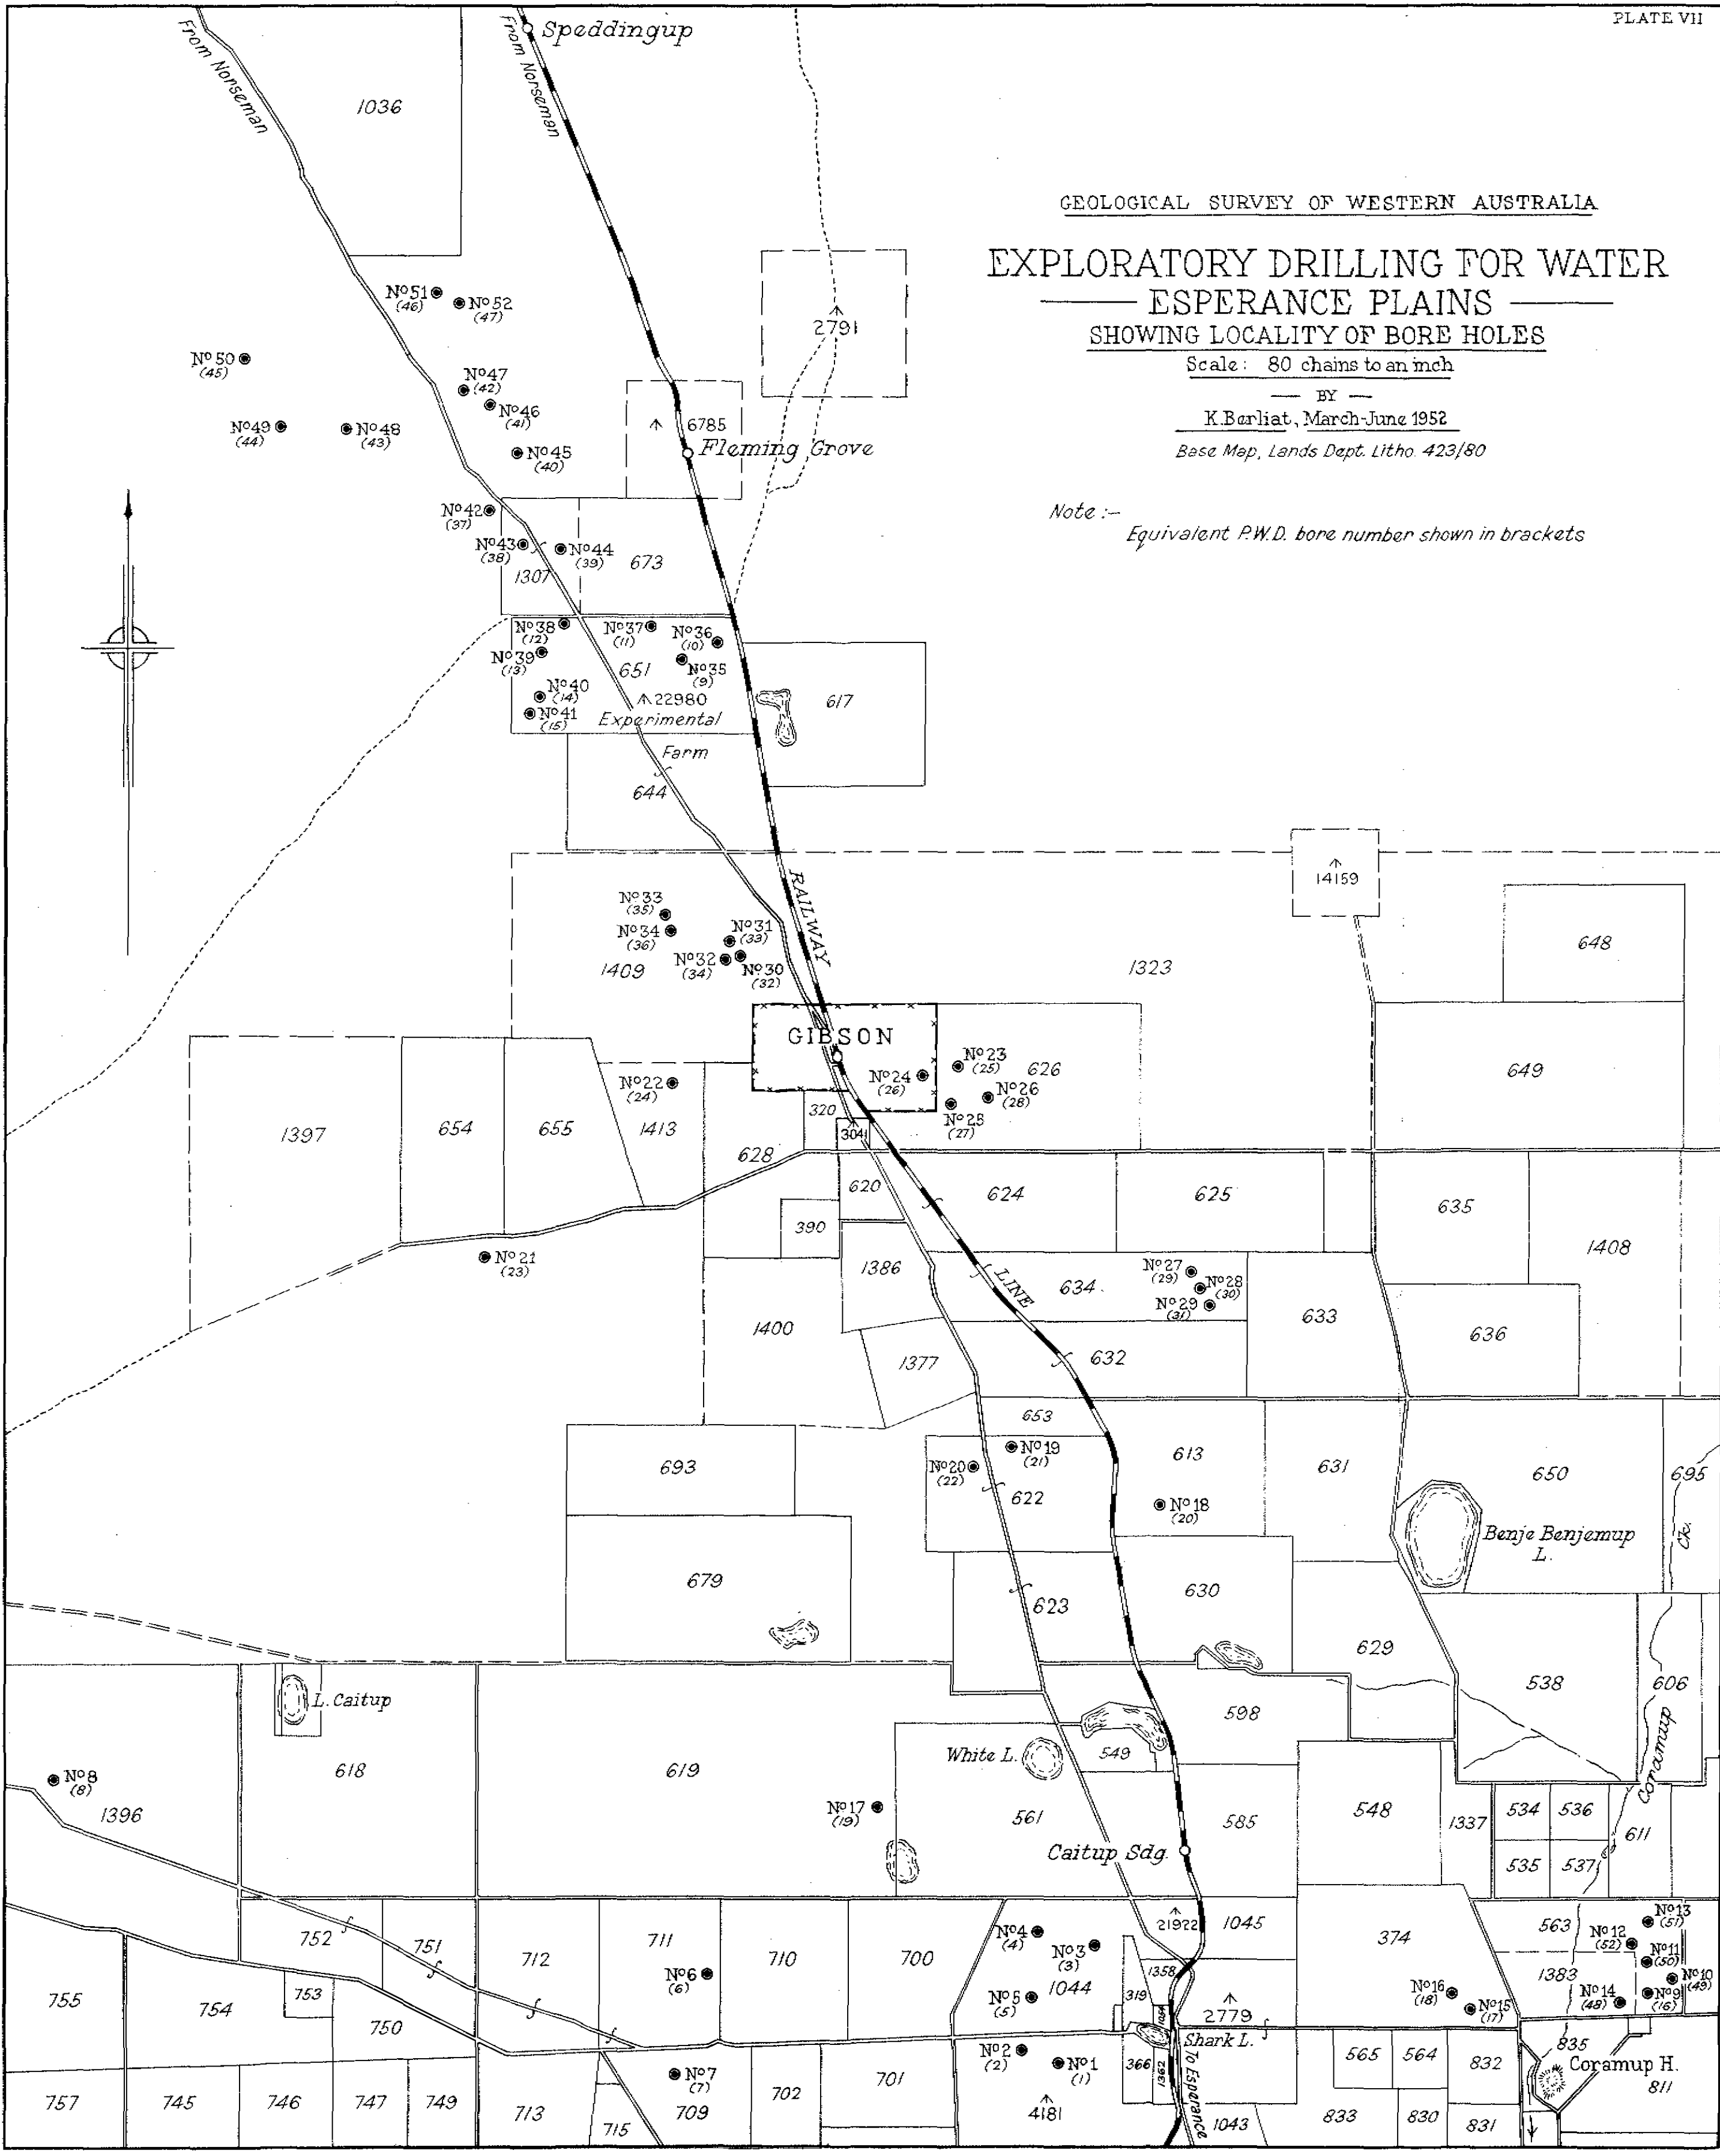 PLATE VII
Speddingup
From Norseman
From Norseman
1036
GEOLOGICAL SURVEY OF WESTERN AUSTRALIA
EXPLORATORY DRILLING FOR WATER
ESPERANCE PLAINS
SHOWING LOCALITY OF BORE HOLES
Scale: 80 chains to an inch
BY
K.Berliat, March-June 1952
Base Map, Lands Dept. Litho. 423/80
Note :-
Equivalent P.W.D. bore number shown in brackets
No 51
(46)
No 52
(47)
2791
No 50
(45)
No 47
(42)
No 46
(41)
6785
Fleming Grove
No 49
(44)
No 48
(43)
No 45
(40)
No 42
(37)
No 43
(38)
No 44
(39)
1307
673
No 38
(12)
No 37
(11)
No 36
(10)
No 39
(13)
651
No 35
(9)
No 40
(14)
No 41
(15)
22980
Experimental
Farm
617
644
14159
RAILWAY
No 33
(35)
No 34
(36)
No 31
(33)
No 32
(34)
No 30
(32)
1409
1323
648
GIBSON
No 23
(25)
No 24
(26)
626
No 26
(28)
No 25
(27)
649
No 22
(24)
320
304
1397
654
655
1413
628
620
624
625
635
390
1408
No 21
(23)
1386
LINE
634
No 27
(29)
No 28
(30)
No 29
(31)
633
636
1400
1377
632
653
No 19
(21)
No 20
(22)
622
613
No 18
(20)
631
650
695
Ck.
Benje Benjemup
L.
693
679
623
630
629
538
606
Coramup
L. Caitup
598
White L.
549
No 8
(8)
1396
618
619
No 17
(19)
561
585
548
1337
534
536
535
537
611
Caitup Sdg.
752
751
712
711
710
700
No 4
(4)
No 3
(3)
21922
1045
374
563
No 13
(51)
No 12
(52)
No 11
(50)
No 10
(49)
No 9
(16)
No 14
(48)
1383
No 16
(18)
No 15
(17)
No 6
(6)
No 5
(5)
1044
319
1358
2779
755
754
753
750
Shark L.
No 2
(2)
No 1
(1)
366
1362
To Esperance
565
564
832
835
Coramup H.
811
No 7
(7)
757
745
746
747
749
713
715
709
702
701
4181
1043
833
830
831